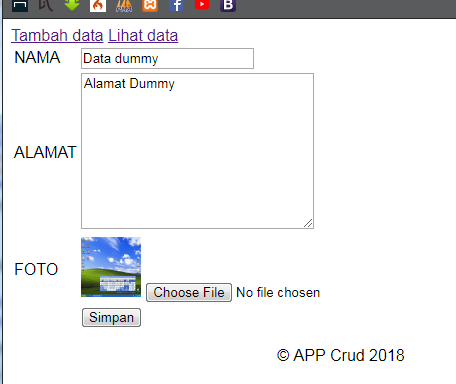 Tambah data Lihat data
NAMA Data dummy
Alamat Dummy
ALAMAT
FOTO Choose File No file chosen
Simpan
© APP Crud 2018